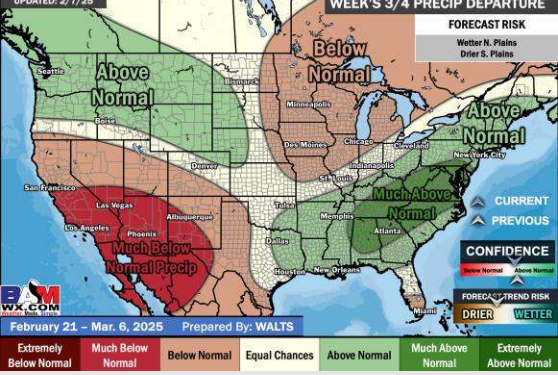 UPDATED: 2/7/25
WEEK'S 3/4 PRECIP DEPARTURE
FORECAST RISK
Wetter N. Plains
Drier S. Plains
Below
Normal
Above
Normal
Seattle
Bismarck
Minneapolis
Boise
Above
Normal
Des Moines
Chicago
Cleveland
New York City
Denver
Indianapolis
St. Louis
San Francisco
Las Vegas
Much Above
Normal
CURRENT
PREVIOUS
Albuquerque
Tulsa
Memphis
Los Angeles
Phoenix
Atlanta
Dallas
Much Below
Normal Precip
CONFIDENCE
Below Normal
Above Normal
Houston
New Orleans
BAM
WX.COM
FORECAST TREND RISK
DRIER
WETTER
Miami
February 21 – Mar. 6, 2025
Prepared By: WALTS
Extremely
Below Normal
Much Below
Normal
Below Normal
Equal Chances
Above Normal
Much Above
Normal
Extremely
Above Normal